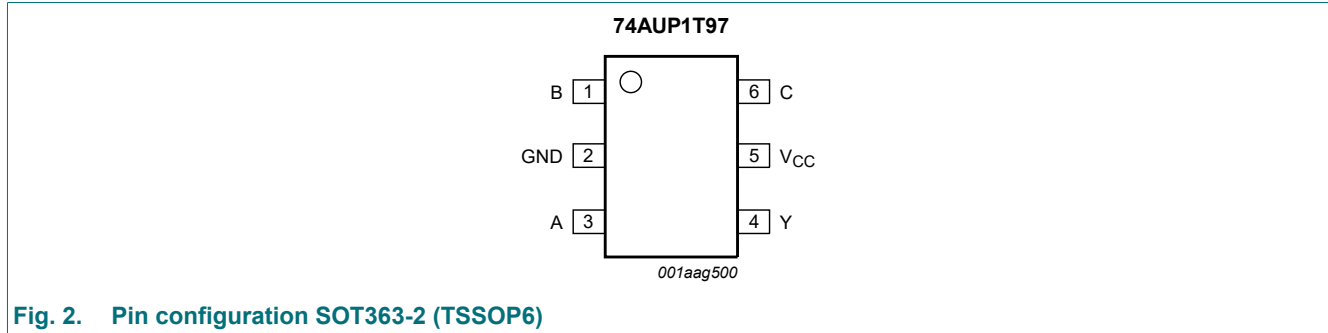 74AUP1T97
B 1 6 C
GND 2 5 VCC
A 3 4 Y
001aag500
Fig. 2. Pin configuration SOT363-2 (TSSOP6)